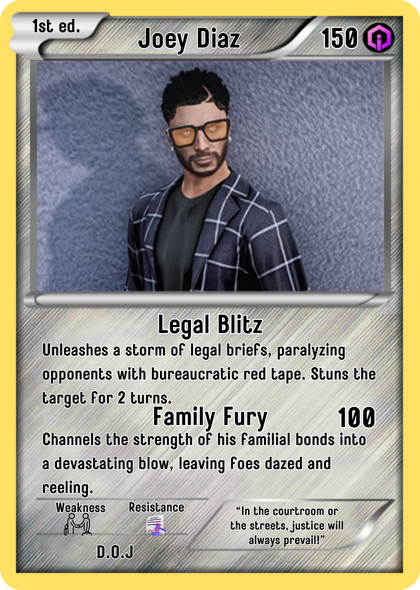 1st ed.
Joey Diaz
150
Legal Blitz
Unleashes a storm of legal briefs, paralyzing
opponents with bureaucratic red tape. Stuns the
target for 2 turns.
Family Fury 100
Channels the strength of his familial bonds into
a devastating blow, leaving foes dazed and
reeling.
Weakness
Resistance
D.O.J
“In the courtroom or
the streets, justice will
always prevail!”